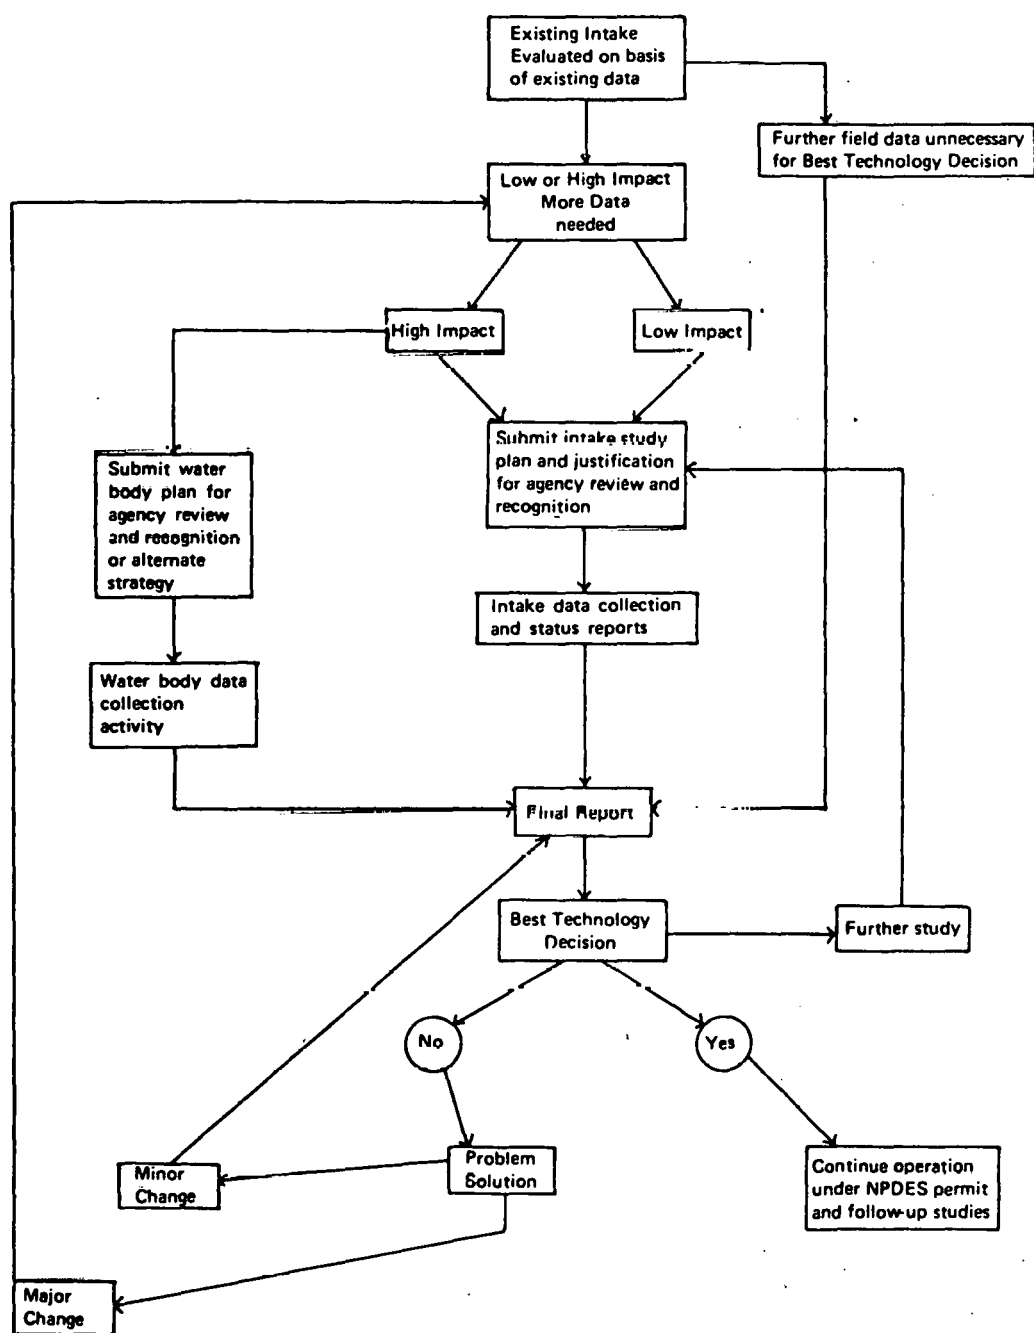 Existing Intake
Evaluated on basis
of existing data
Further field data unnecessary
for Best Technology Decision
Low or High Impact
More Data
needed
High Impact
Low Impact
Submit water
body plan for
agency review
and recognition
or alternate
strategy
Submit intake study
plan and justification
for agency review and
recognition
Intake data collection
and status reports
Water body data
collection
activity
Final Report
Best Technology
Decision
Further study
No
Yes
Minor
Change
Problem
Solution
Continue operation
under NPDES permit
and follow-up studies
Major
Change